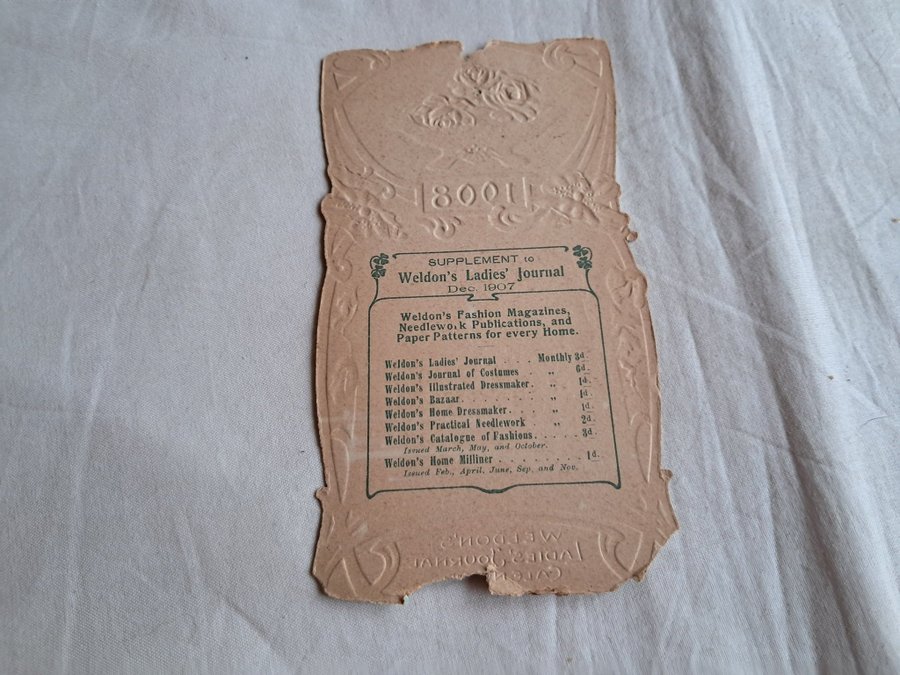 1908
SUPPLEMENT to
Weldon's Ladies' Journal
Dec. 1907
Weldon's Fashion Magazines,
Needlework Publications, and
Paper Patterns for every Home.
Weldon's Ladies' Journal . . . . Monthly 3d.
Weldon's Journal of Costumes . . „ 6d.
Weldon's Illustrated Dressmaker. . „ 1d.
Weldon's Bazaar. . . . . . . . „ 1d.
Weldon's Home Dressmaker. . . . „ 1d.
Weldon's Practical Needlework „ 2d.
Weldon's Catalogue of Fashions. . . . . . 3d.
Issued March, May, and October.
Weldon's Home Milliner . . . . . . . . . 1d.
Issued Feb., April, June, Sep, and Nov.
WELDON'S
LADIES' JOURNAL